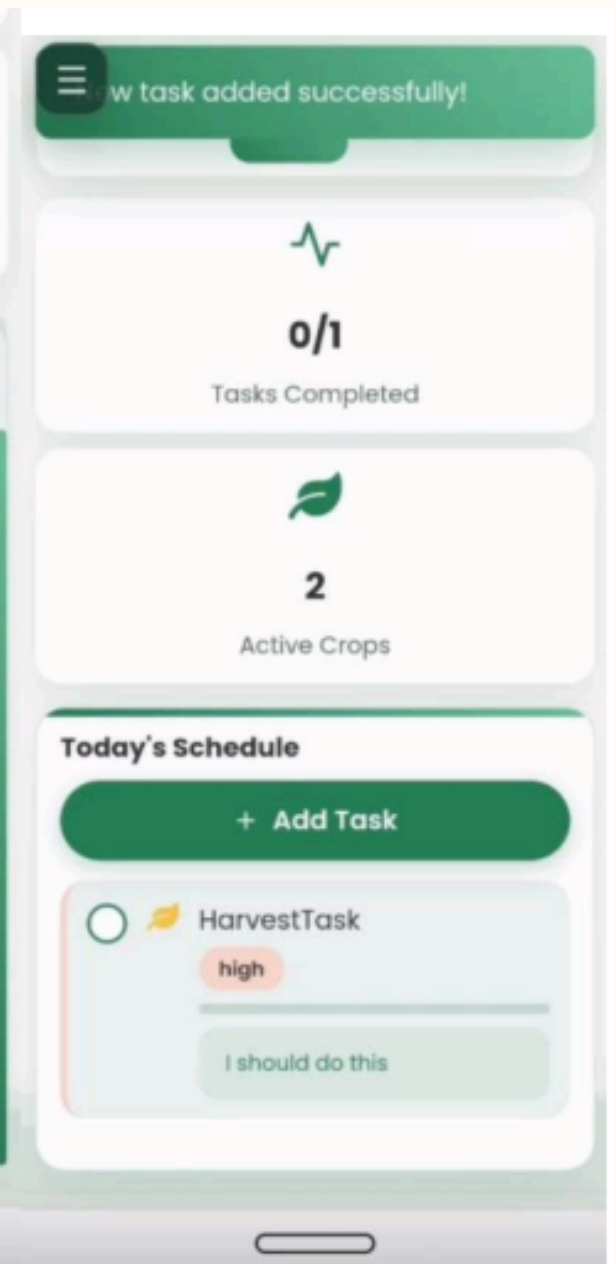 New task added successfully!
0/1
Tasks Completed
2
Active Crops
Today's Schedule
+ Add Task
HarvestTask
high
I should do this